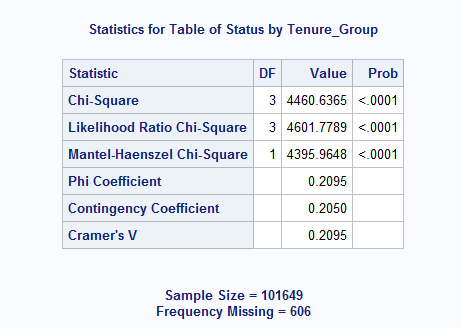 Statistics for Table of Status by Tenure_Group
Statistic DF Value Prob
Chi-Square 3 4460.6365 <.0001
Likelihood Ratio Chi-Square 3 4601.7789 <.0001
Mantel-Haenszel Chi-Square 1 4395.9648 <.0001
Phi Coefficient 0.2095
Contingency Coefficient 0.2050
Cramer's V 0.2095
Sample Size = 101649
Frequency Missing = 606